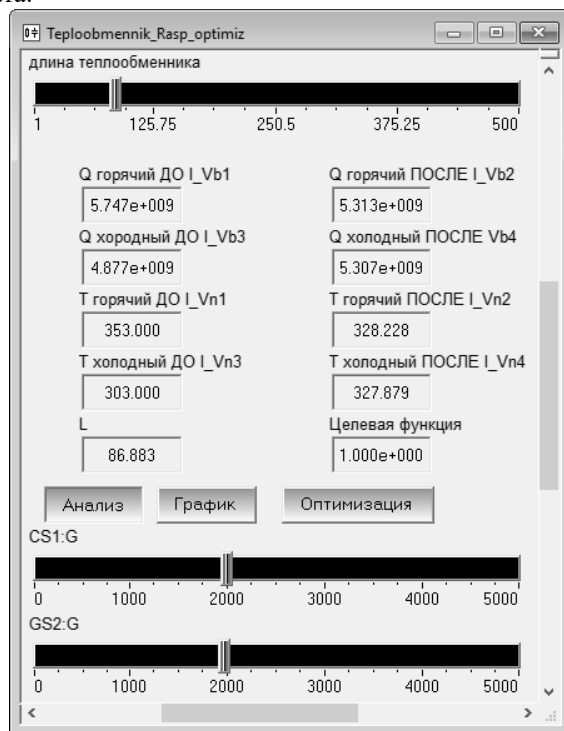 та.
Teploobmennik_Rasp_optimiz
длина теплообменника
1 125.75 250.5 375.25 500
Q горячий ДО I_Vb1 Q горячий ПОСЛЕ I_Vb2
5.747e+009 5.313e+009
Q хородный ДО I_Vb3 Q холодный ПОСЛЕ Vb4
4.877e+009 5.307e+009
T горячий ДО I_Vn1 T горячий ПОСЛЕ I_Vn2
353.000 328.228
T холодный ДО I_Vn3 T холодный ПОСЛЕ I_Vn4
303.000 327.879
L Целевая функция
86.883 1.000e+000
Анализ График Оптимизация
CS1:G
0 1000 2000 3000 4000 5000
GS2:G
0 1000 2000 3000 4000 5000